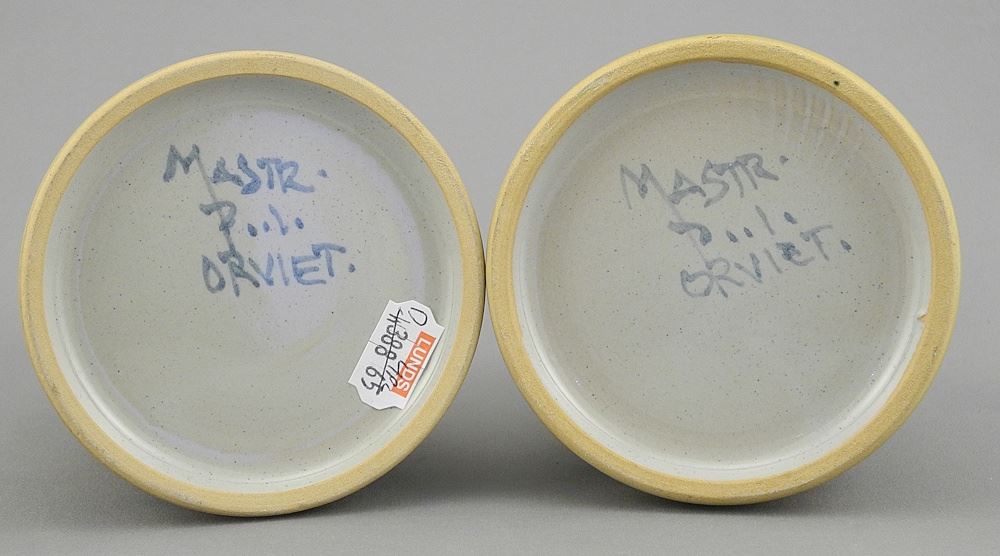 MASTR.
P..I.
ORVIET.
LUNDS
MASTR.
P..I.
ORVIET.